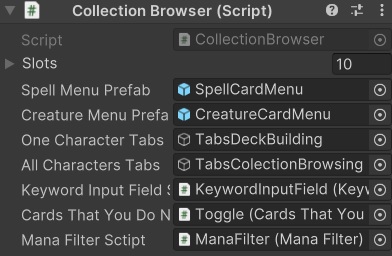 Collection Browser (Script)
Script CollectionBrowser
Slots 10
Spell Menu Prefab SpellCardMenu
Creature Menu Prefa CreatureCardMenu
One Character Tabs TabsDeckBuilding
All Characters Tabs TabsColectionBrowsing
Keyword Input Field S KeywordInputField (Keyw
Cards That You Do N Toggle (Cards That You
Mana Filter Script ManaFilter (Mana Filter)